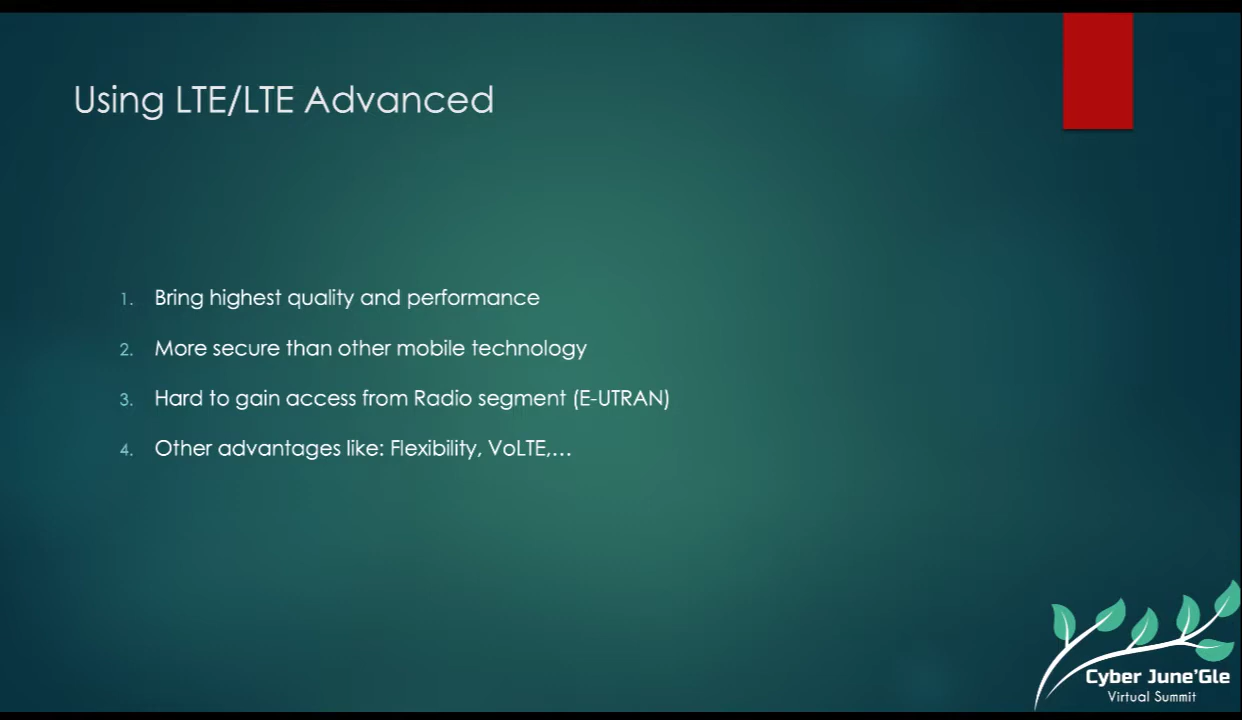 Using LTE/LTE Advanced
1. Bring highest quality and performance
2. More secure than other mobile technology
3. Hard to gain access from Radio segment (E-UTRAN)
4. Other advantages like: Flexibility, VoLTE,...
Cyber June'Gle
Virtual Summit